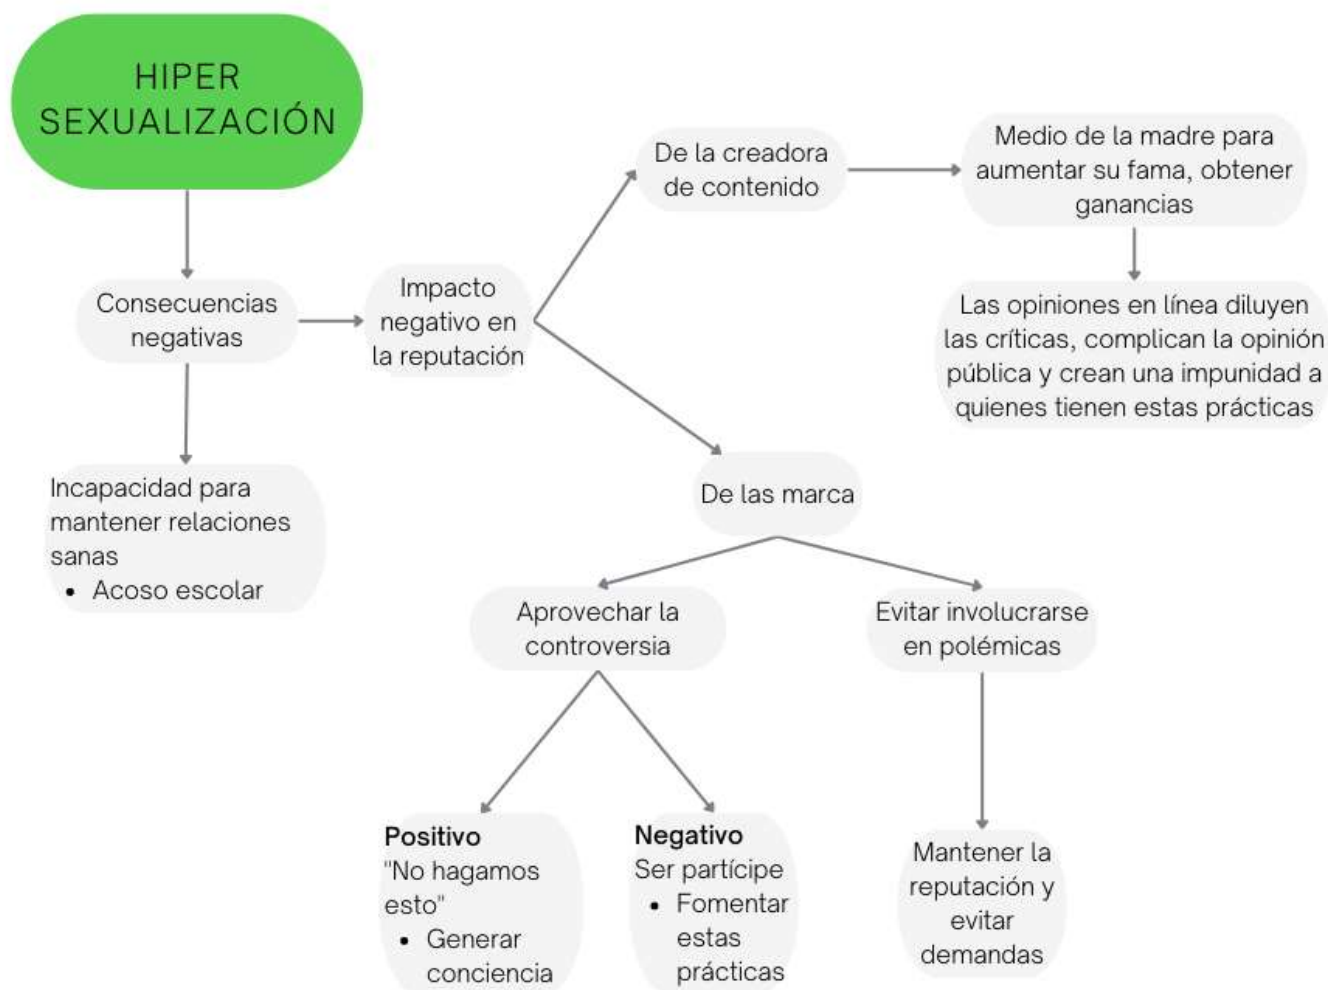 HIPER
SEXUALIZACIÓN
De la creadora
de contenido
Medio de la madre para
aumentar su fama, obtener
ganancias
Consecuencias
negativas
Impacto
negativo en
la reputación
Las opiniones en línea diluyen
las críticas, complican la opinión
pública y crean una impunidad a
quienes tienen estas prácticas
Incapacidad para
mantener relaciones
sanas
• Acoso escolar
De las marca
Aprovechar la
controversia
Evitar involucrarse
en polémicas
Positivo
"No hagamos
esto"
• Generar
conciencia
Negativo
Ser partícipe
• Fomentar
estas
prácticas
Mantener la
reputación y
evitar
demandas